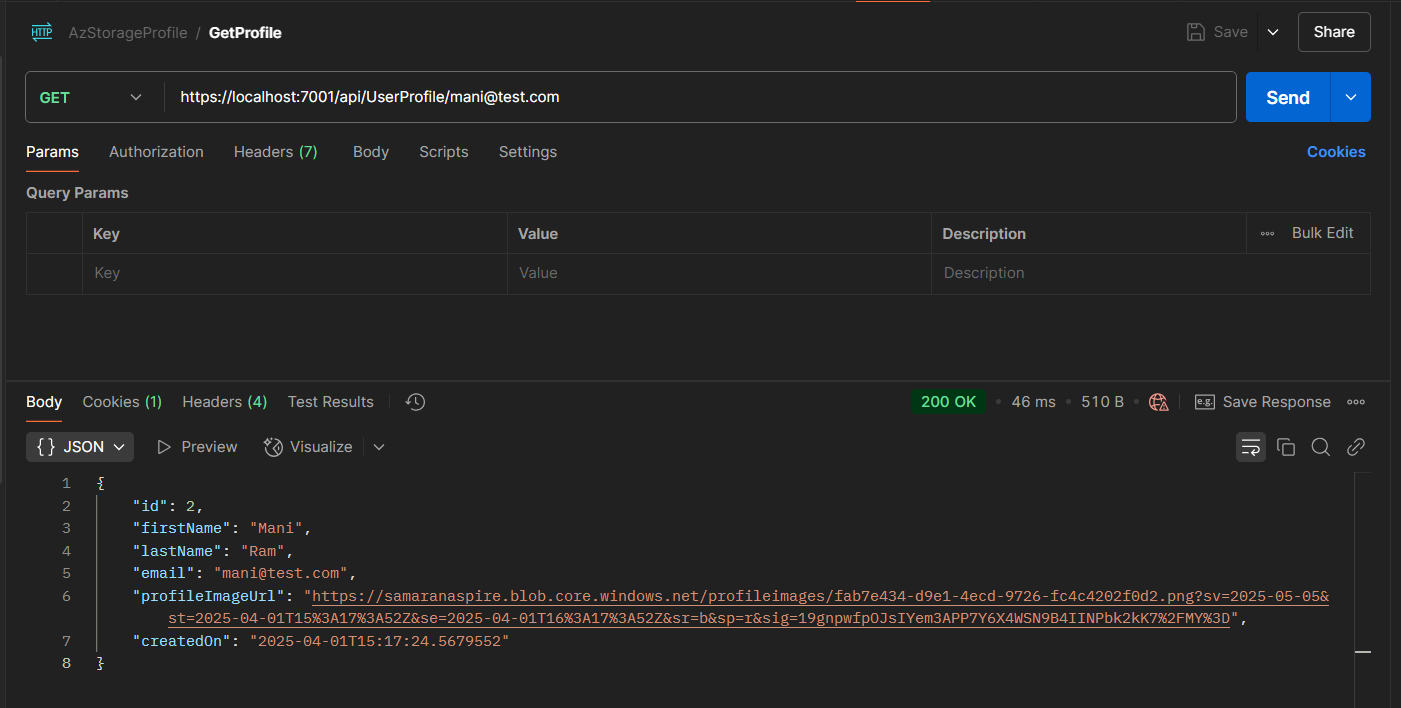 HTTP AzStorageProfile / GetProfile Save Share
GET https://localhost:7001/api/UserProfile/mani@test.com Send
Params Authorization Headers (7) Body Scripts Settings Cookies
Query Params
Key Value Description Bulk Edit
Key Value Description
Body Cookies (1) Headers (4) Test Results 200 OK • 46 ms • 510 B • e.g. Save Response
{} JSON Preview Visualize
1 {
2 "id": 2,
3 "firstName": "Mani",
4 "lastName": "Ram",
5 "email": "mani@test.com",
6 "profileImageUrl": "https://samaranaspire.blob.core.windows.net/profileimages/fab7e434-d9e1-4ecd-9726-fc4c4202f0d2.png?sv=2025-05-05&
st=2025-04-01T15%3A17%3A52Z&se=2025-04-01T16%3A17%3A52Z&sr=b&sp=r&sig=19gnpwfpOJsIYem3APP7Y6X4WSN9B4IINPbk2kK7%2FMY%3D",
7 "createdOn": "2025-04-01T15:17:24.5679552"
8 }